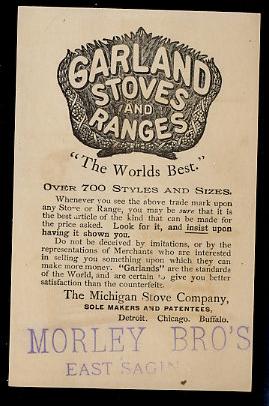 GARLAND
STOVES
AND
RANGES
"The Worlds Best."
OVER 700 STYLES AND SIZES.
Whenever you see the above trade mark upon
any Stove or Range, you may be sure that it is
the best article of the kind that can be made for
the price asked. Look for it, and insist upon
having it shown you.
Do not be deceived by imitations, or by the
representations of Merchants who are interested
in selling you something upon which they can
make more money. "Garlands" are the standards
of the World, and are certain to give you better
satisfaction than the counterfeits.
The Michigan Stove Company,
SOLE MAKERS AND PATENTEES,
Detroit. Chicago. Buffalo.
MORLEY BRO'S
EAST SAGIN